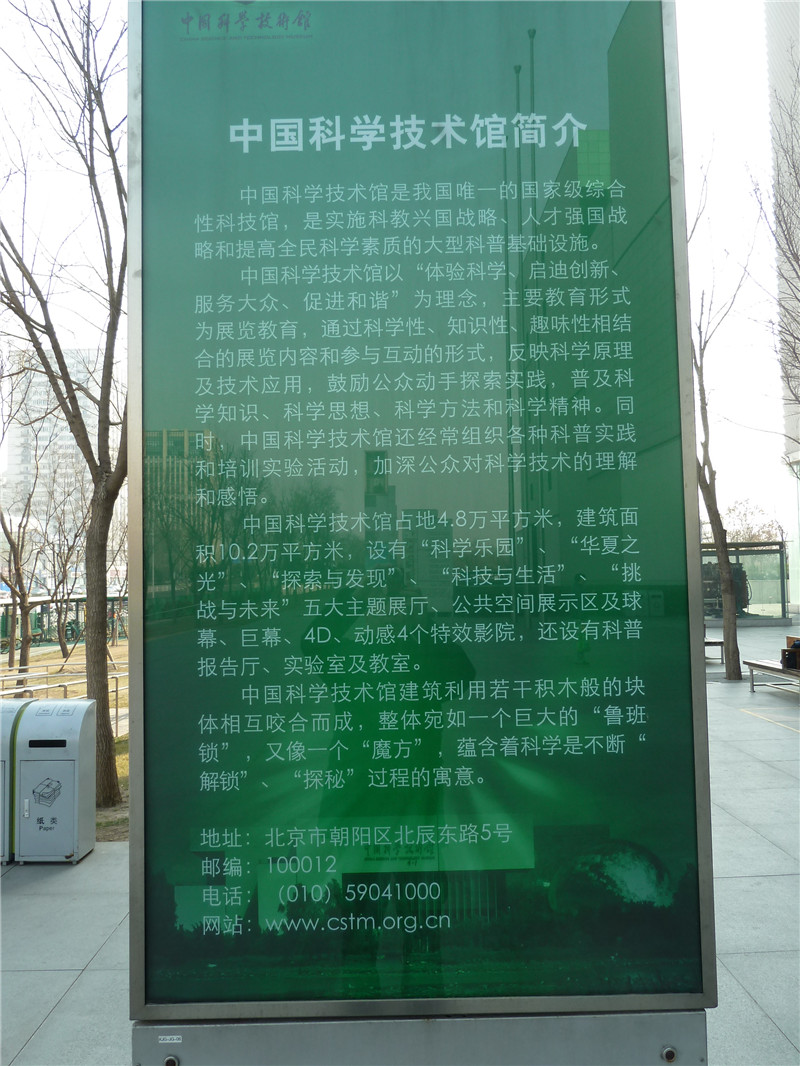 中国科学技术馆
中国科学技术馆简介
中国科学技术馆是我国唯一的国家级综合
性科技馆，是实施科教兴国战略、人才强国战
略和提高全民科学素质的大型科普基础设施。
中国科学技术馆以“体验科学、启迪创新、
服务大众、促进和谐”为理念，主要教育形式
为展览教育，通过科学性、知识性、趣味性相结
合的展览内容和参与互动的形式，反映科学原理
及技术应用，鼓励公众动手探索实践，普及科
学知识、科学思想、科学方法和科学精神。同
时，中国科学技术馆还经常组织各种科普实践
和培训实验活动，加深公众对科学技术的理解
和感悟。
中国科学技术馆占地4.8万平方米，建筑面
积10.2万平方米，设有“科学乐园”、“华夏之
光”、“探索与发现”、“科技与生活”、“挑
战与未来”五大主题展厅、公共空间展示区及球
幕、巨幕、4D、动感4个特效影院，还设有科普
报告厅、实验室及教室。
中国科学技术馆建筑利用若干积木般的块
体相互咬合而成，整体宛如一个巨大的“鲁班
锁”，又像一个“魔方”，蕴含着科学是不断“
解锁”、“探秘”过程的寓意。
地址：北京市朝阳区北辰东路5号
邮编：100012
电话：（010）59041000
网站：www.cstm.org.cn
中国科学技术馆
纸类
Paper